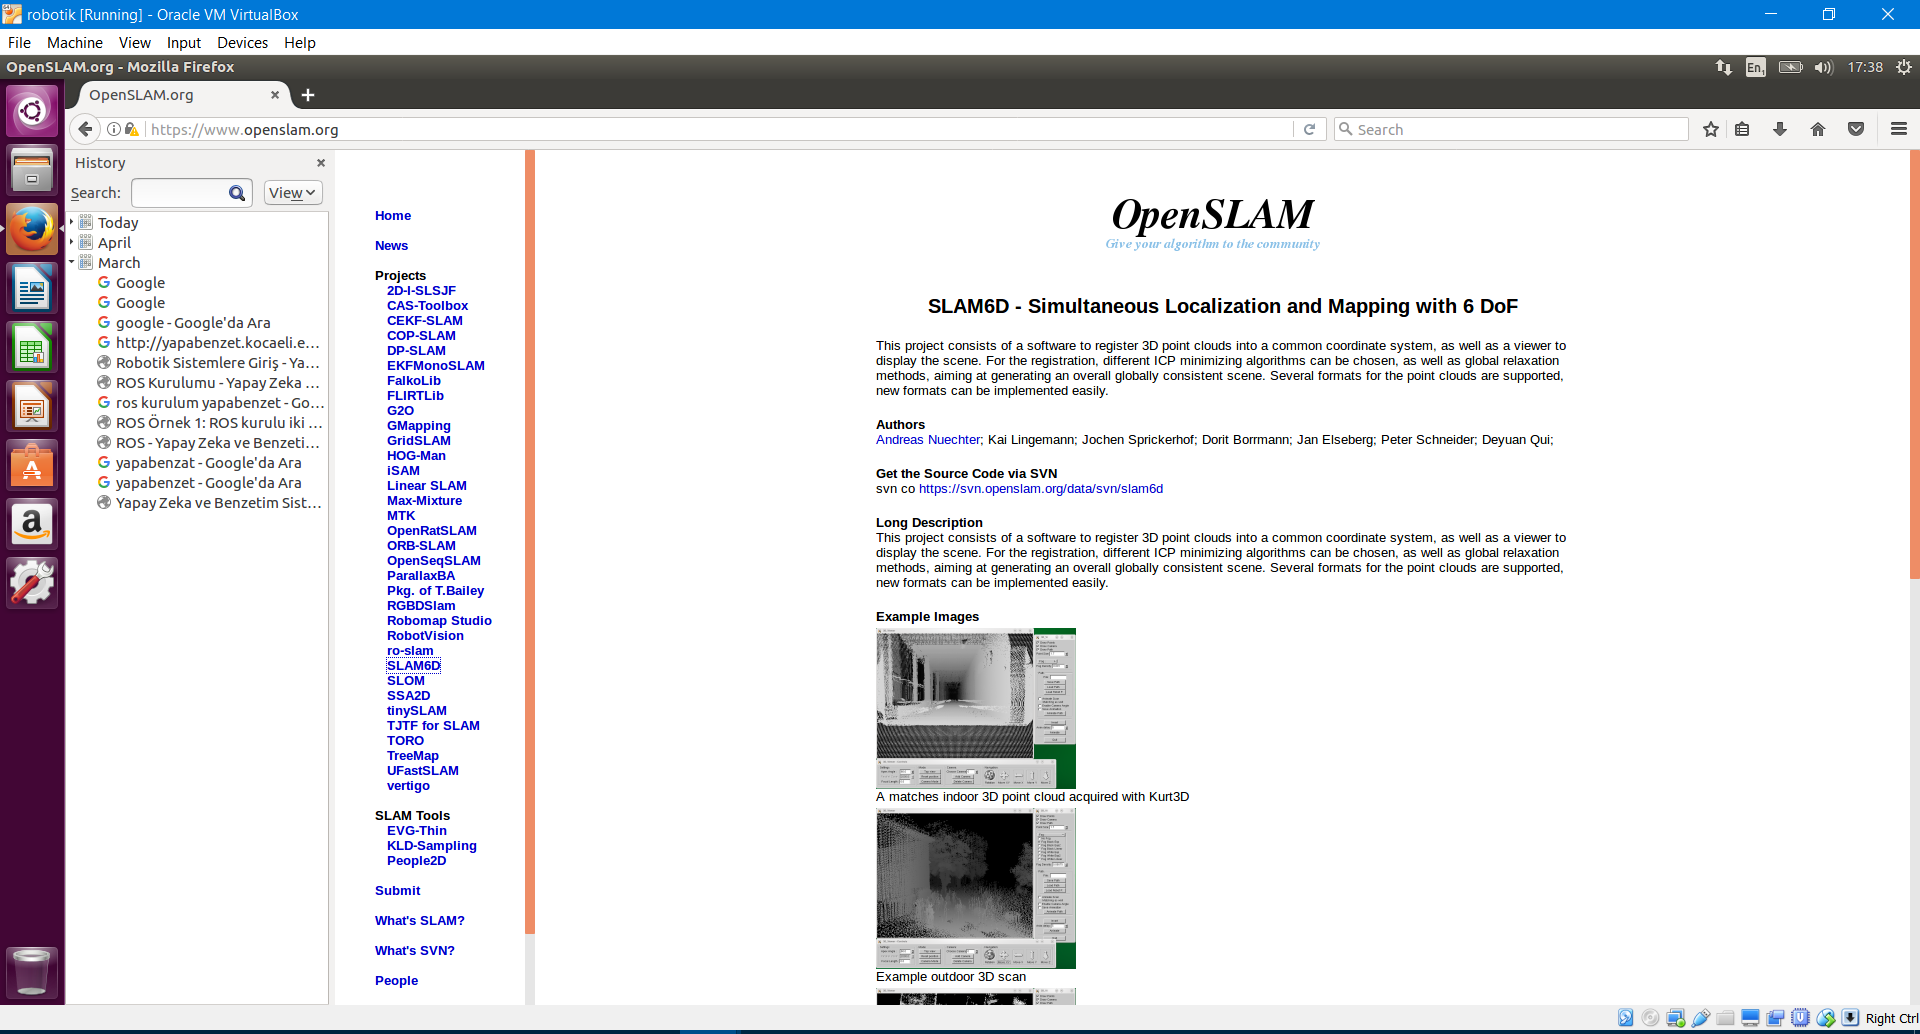 robotik [Running] - Oracle VM VirtualBox
File Machine View Input Devices Help
OpenSLAM.org - Mozilla Firefox
En1
17:38
OpenSLAM.org
https://www.openslam.org
Search
History
Search:
View
Today
April
March
Google
Google
google - Google'da Ara
http://yapabenzet.kocaeli.e...
Robotik Sistemlere Giriş - Ya...
ROS Kurulumu - Yapay Zeka ...
ros kurulum yapabenzet - Go...
ROS Örnek 1: ROS kurulu iki ...
ROS - Yapay Zeka ve Benzeti...
yapabenzat - Google'da Ara
yapabenzet - Google'da Ara
Yapay Zeka ve Benzetim Sist...
Home
News
Projects
2D-I-SLSJF
CAS-Toolbox
CEKF-SLAM
COP-SLAM
DP-SLAM
EKFMonoSLAM
FalkoLib
FLIRTLib
G2O
GMapping
GridSLAM
HOG-Man
iSAM
Linear SLAM
Max-Mixture
MTK
OpenRatSLAM
ORB-SLAM
OpenSeqSLAM
ParallaxBA
Pkg. of T.Bailey
RGBDSlam
Robomap Studio
RobotVision
ro-slam
SLAM6D
SLOM
SSA2D
tinySLAM
TJTF for SLAM
TORO
TreeMap
UFastSLAM
vertigo
SLAM Tools
EVG-Thin
KLD-Sampling
People2D
Submit
What's SLAM?
What's SVN?
People
OpenSLAM
Give your algorithm to the community
SLAM6D - Simultaneous Localization and Mapping with 6 DoF
This project consists of a software to register 3D point clouds into a common coordinate system, as well as a viewer to
display the scene. For the registration, different ICP minimizing algorithms can be chosen, as well as global relaxation
methods, aiming at generating an overall globally consistent scene. Several formats for the point clouds are supported,
new formats can be implemented easily.
Authors
Andreas Nuechter; Kai Lingemann; Jochen Sprickerhof; Dorit Borrmann; Jan Elseberg; Peter Schneider; Deyuan Qui;
Get the Source Code via SVN
svn co https://svn.openslam.org/data/svn/slam6d
Long Description
This project consists of a software to register 3D point clouds into a common coordinate system, as well as a viewer to
display the scene. For the registration, different ICP minimizing algorithms can be chosen, as well as global relaxation
methods, aiming at generating an overall globally consistent scene. Several formats for the point clouds are supported,
new formats can be implemented easily.
Example Images
A matches indoor 3D point cloud acquired with Kurt3D
Example outdoor 3D scan
Right Ctrl